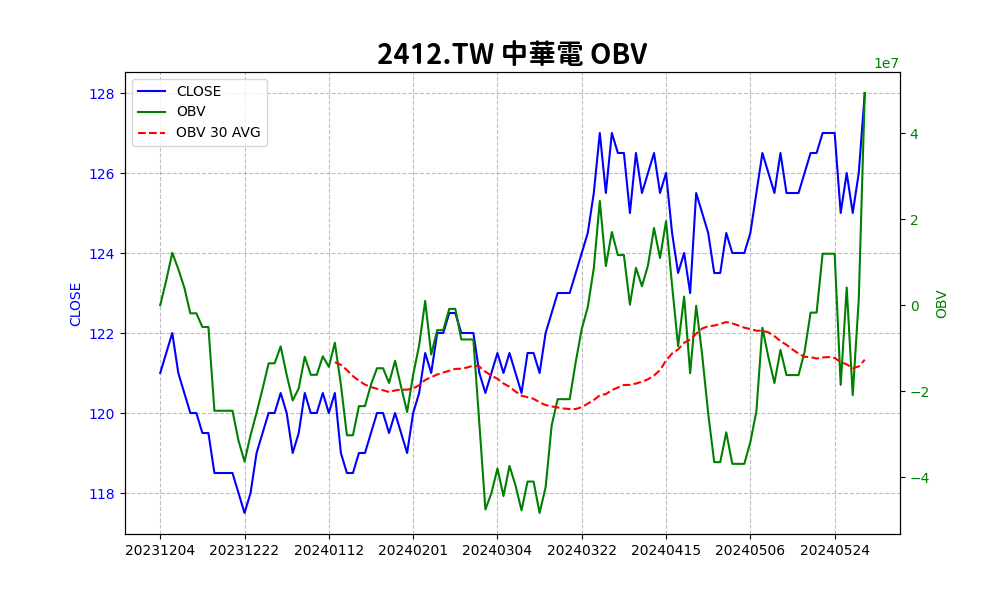 2412.TW 中華電 OBV
1e7
CLOSE
OBV
OBV 30 AVG
128
126
124
122
120
118
CLOSE
4
2
0
−2
−4
OBV
20231204 20231222 20240112 20240201 20240304 20240322 20240415 20240506 20240524